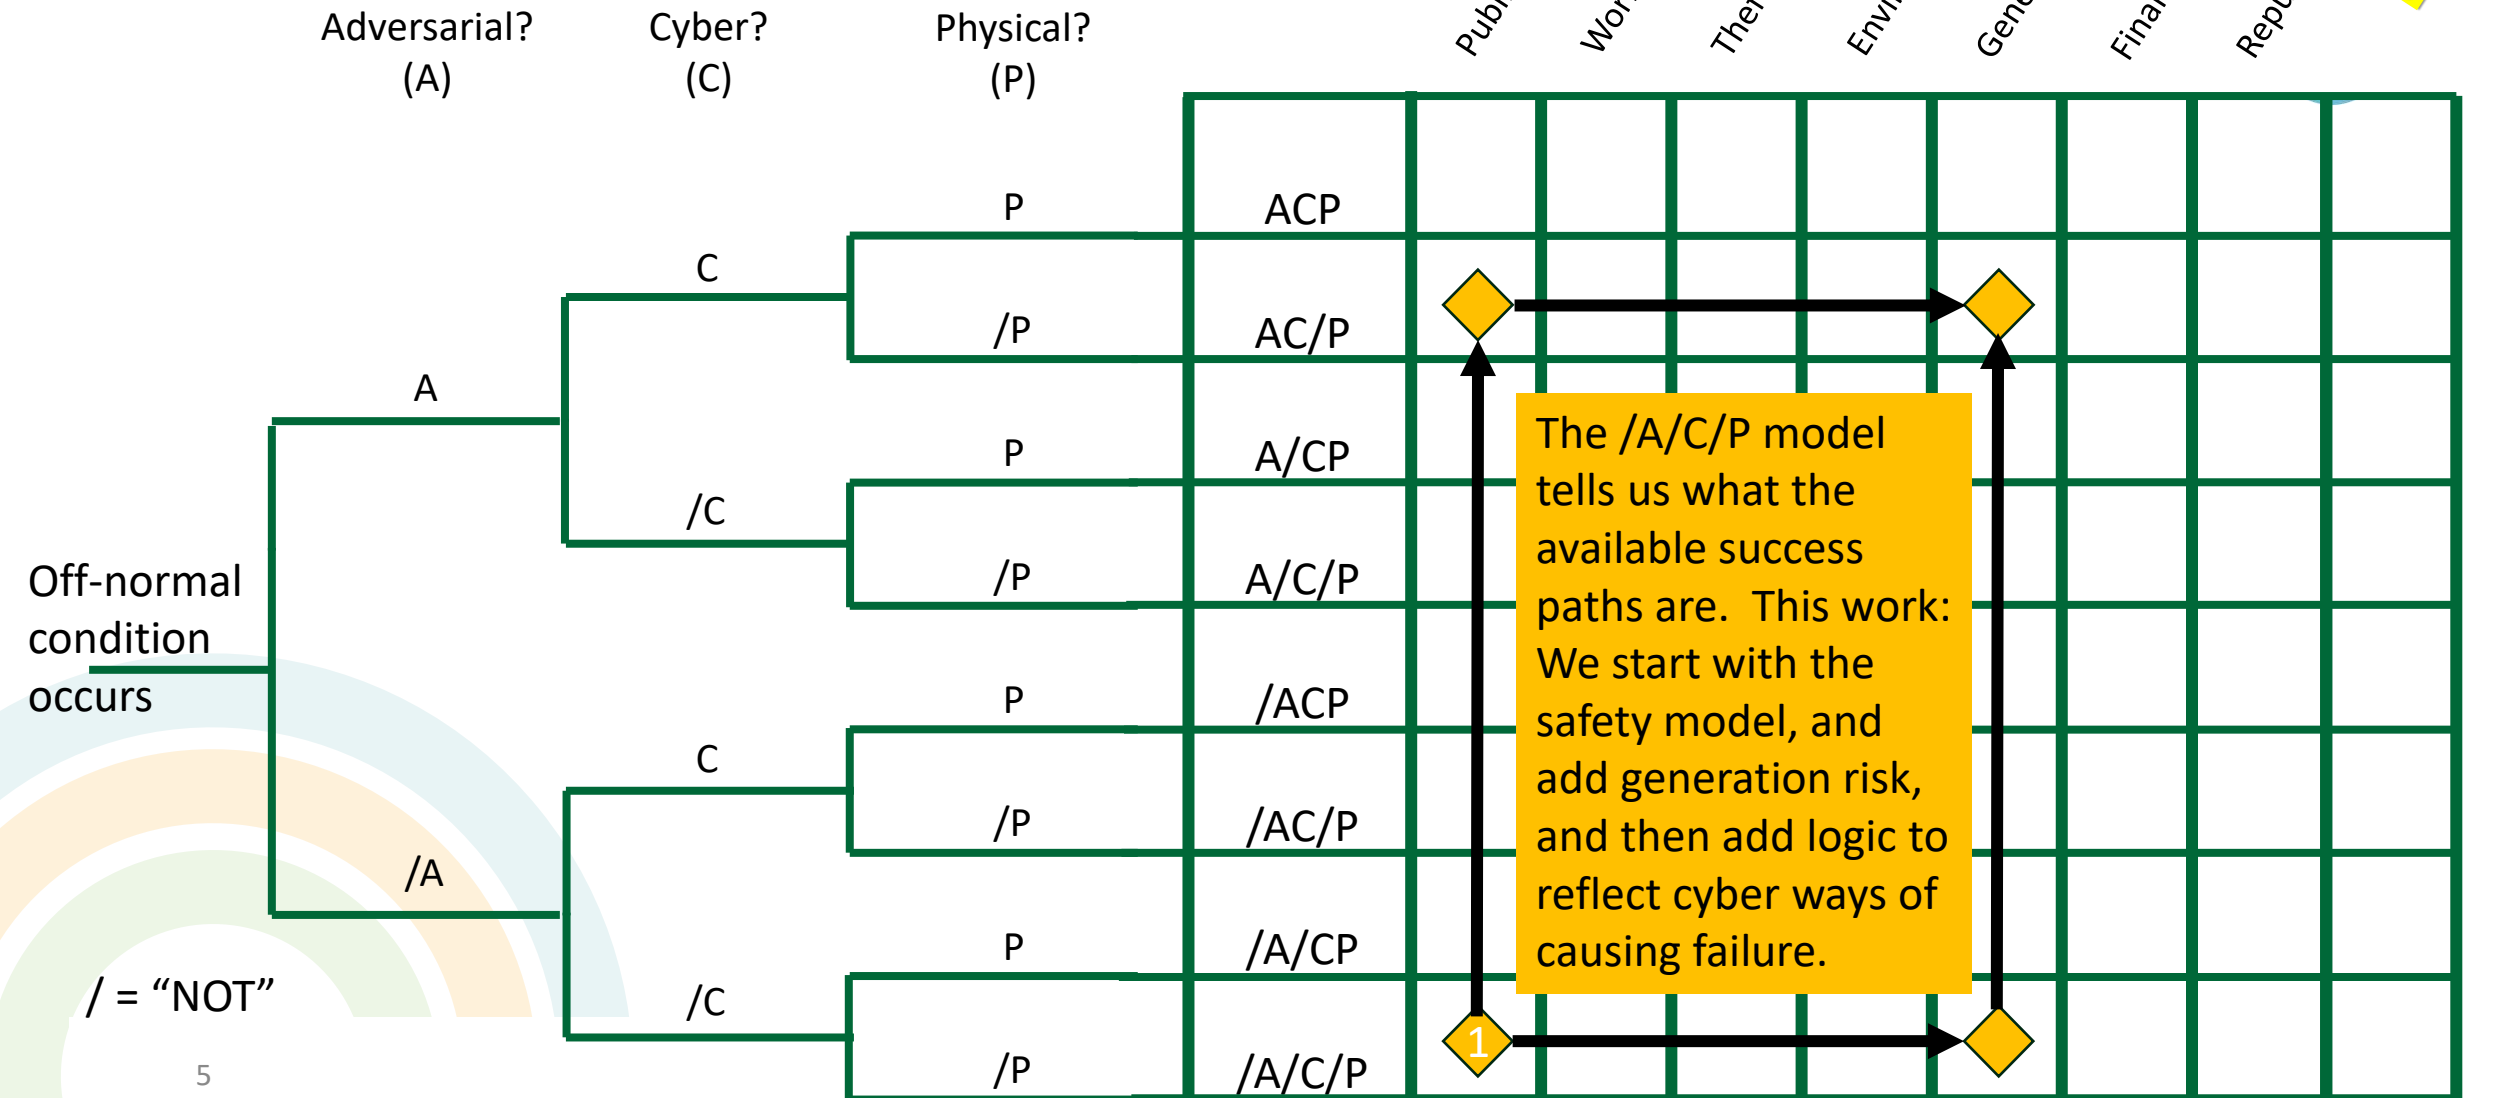 Adversarial?
(A)
Cyber?
(C)
Physical?
(P)
P
ACP
C
/P
AC/P
A
P
A/CP
/C
/P
A/C/P
Off-normal
condition
occurs
P
/ACP
C
/P
/AC/P
/A
P
/A/CP
/C
/P
/A/C/P
The /A/C/P model
tells us what the
available success
paths are.  This work:
We start with the
safety model, and
add generation risk,
and then add logic to
reflect cyber ways of
causing failure.
1
/ = “NOT”
5